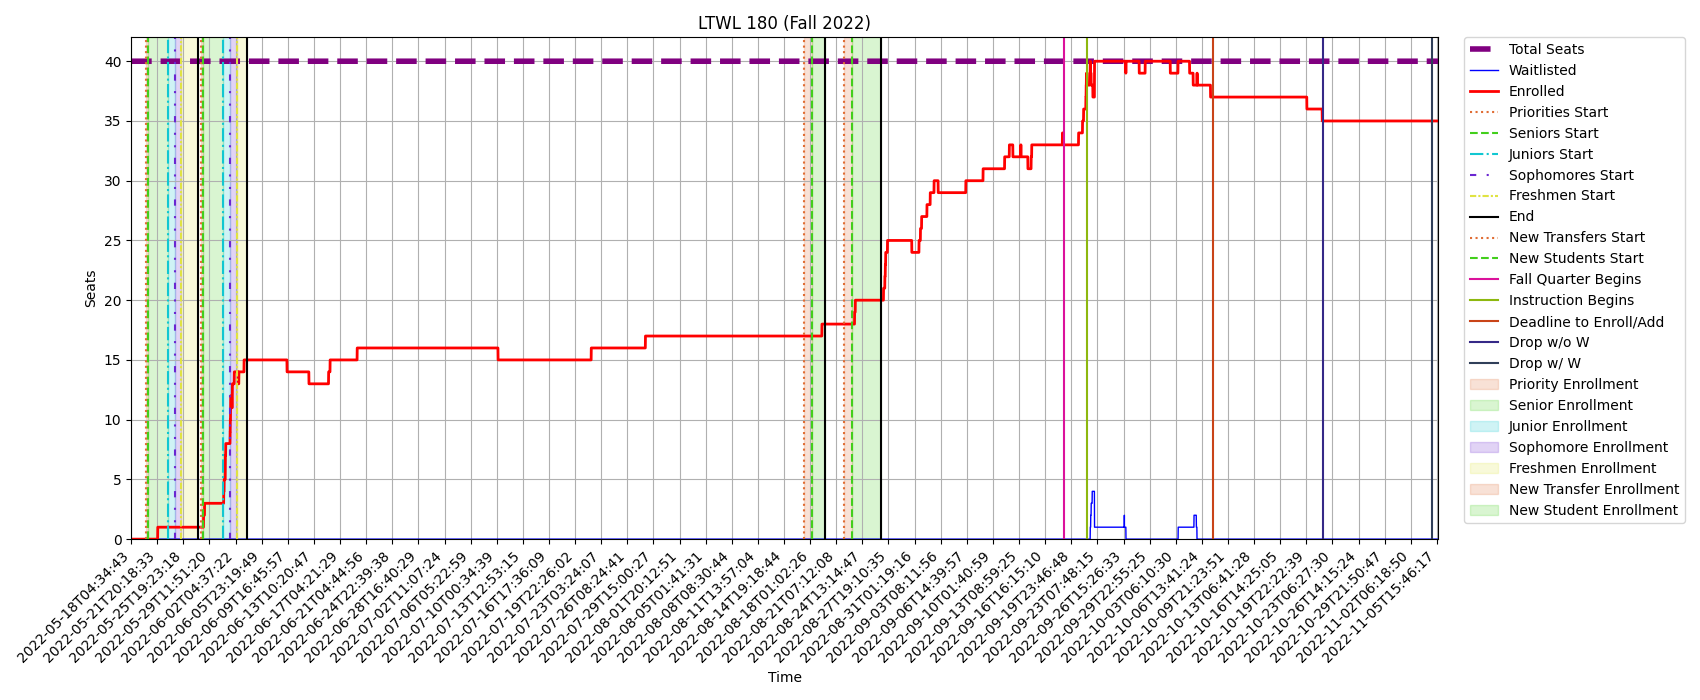 LTWL 180 (Fall 2022)
40
35
30
25
20
15
10
5
0
Seats
2022-05-18T04:34:43
2022-05-21T20:18:33
2022-05-25T19:23:18
2022-05-29T11:51:20
2022-06-02T04:37:22
2022-06-05T23:19:49
2022-06-09T16:45:57
2022-06-13T10:20:47
2022-06-17T04:21:29
2022-06-21T04:44:56
2022-06-24T22:39:38
2022-06-28T16:40:29
2022-07-02T11:07:24
2022-07-06T05:22:59
2022-07-10T00:34:39
2022-07-13T12:53:15
2022-07-16T17:36:09
2022-07-19T22:26:02
2022-07-23T03:24:07
2022-07-26T08:24:41
2022-07-29T15:00:27
2022-08-01T20:12:51
2022-08-05T01:41:31
2022-08-08T08:30:44
2022-08-11T13:57:04
2022-08-14T19:18:44
2022-08-18T01:02:26
2022-08-21T07:12:08
2022-08-24T13:14:47
2022-08-27T19:10:35
2022-08-31T01:19:16
2022-09-03T08:11:56
2022-09-06T14:39:57
2022-09-10T01:40:59
2022-09-13T08:59:25
2022-09-16T16:15:10
2022-09-19T23:46:48
2022-09-23T07:48:15
2022-09-26T15:26:33
2022-09-29T22:55:25
2022-10-03T06:10:30
2022-10-06T13:41:24
2022-10-09T21:23:51
2022-10-13T06:41:28
2022-10-16T14:25:05
2022-10-19T22:22:39
2022-10-23T06:27:30
2022-10-26T14:15:24
2022-10-29T21:50:47
2022-11-02T06:18:50
2022-11-05T15:46:17
Time
Total Seats
Waitlisted
Enrolled
Priorities Start
Seniors Start
Juniors Start
Sophomores Start
Freshmen Start
End
New Transfers Start
New Students Start
Fall Quarter Begins
Instruction Begins
Deadline to Enroll/Add
Drop w/o W
Drop w/ W
Priority Enrollment
Senior Enrollment
Junior Enrollment
Sophomore Enrollment
Freshmen Enrollment
New Transfer Enrollment
New Student Enrollment